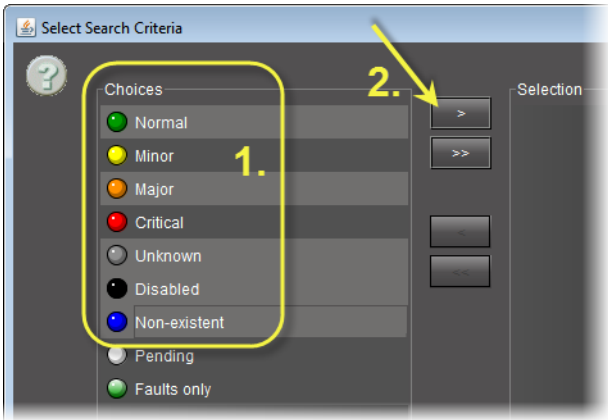 Select Search Criteria
?
Choices
2.
Selection
>
Normal
>>
Minor
1.
Major
Critical
<
Unknown
<<
Disabled
Non-existent
Pending
Faults only